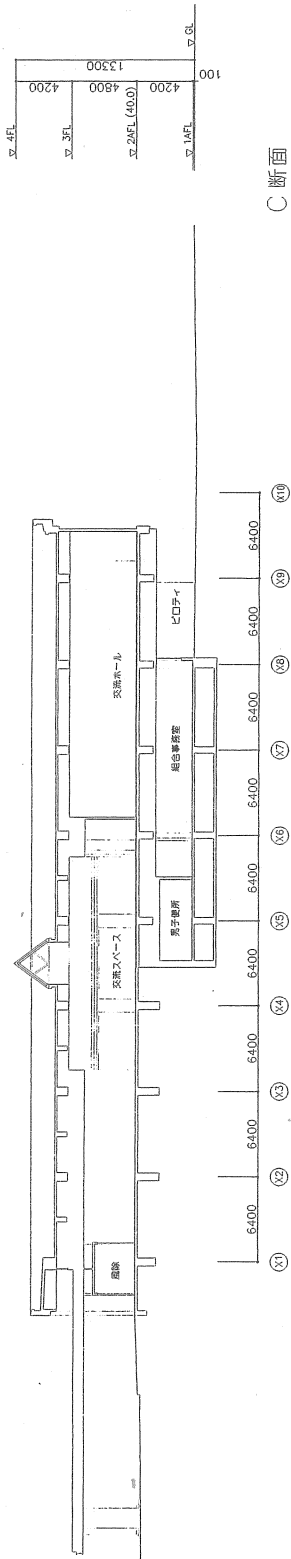 ▽ 4FL
▽ 3FL
▽ 2AFL (40.0)
▽ 1AFL
▽ GL
4200
4800
4200
13300
100
交流ホール
交流スペース
風除
男子便所
組合事務室
ピロティ
6400
6400
6400
6400
6400
6400
6400
6400
6400
X1
X2
X3
X4
X5
X6
X7
X8
X9
X10
C 断面